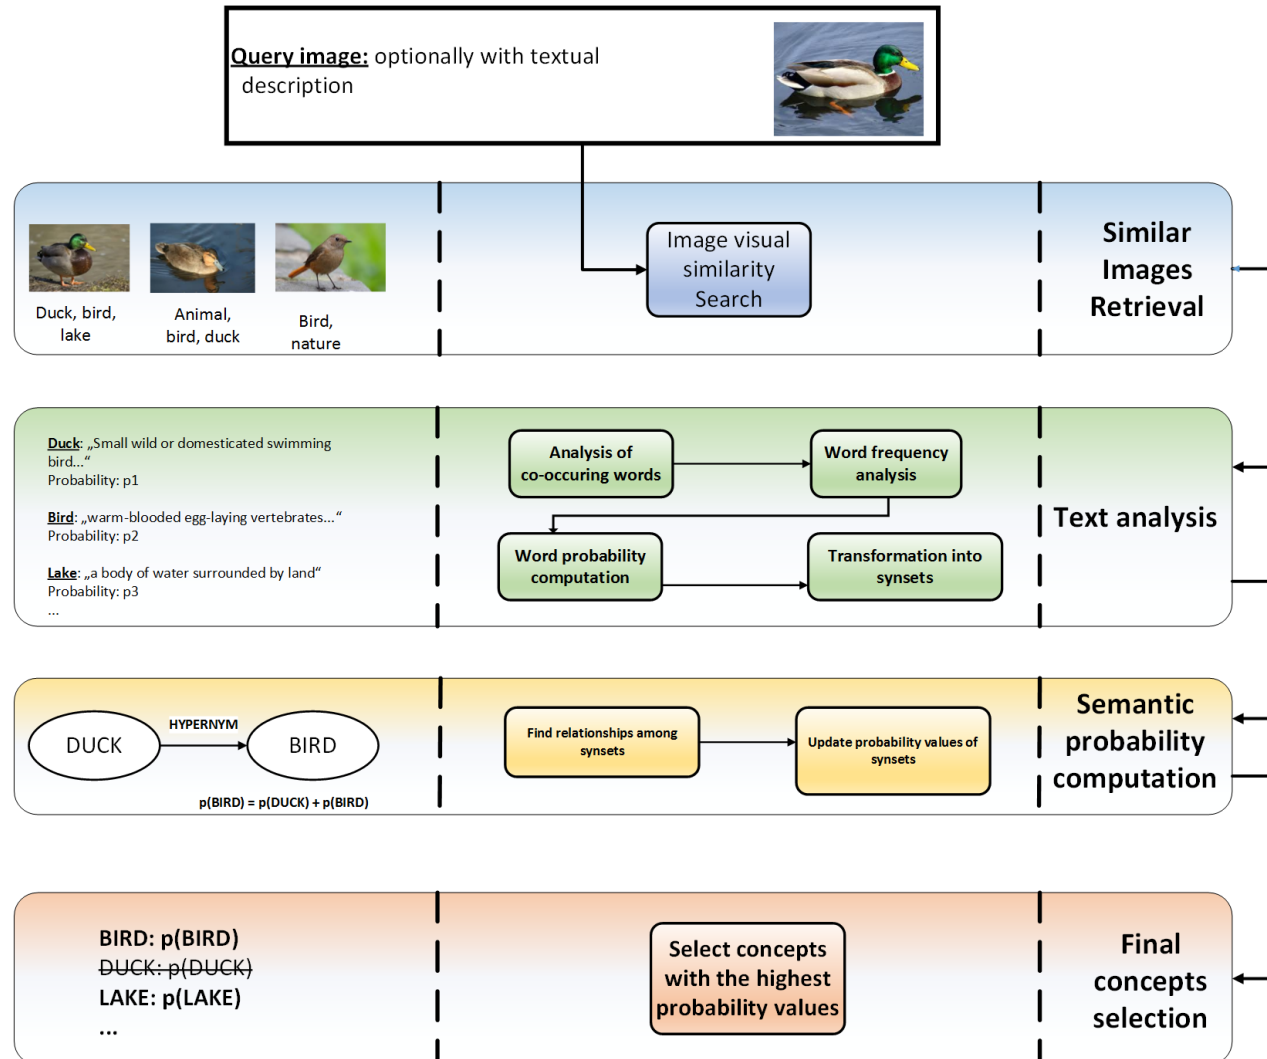 Query image: optionally with textual
description
Duck, bird,
lake
Animal,
bird, duck
Bird,
nature
Image visual
similarity
Search
Similar
Images
Retrieval
Duck: „Small wild or domesticated swimming
bird...“
Probability: p1
Bird: „warm-blooded egg-laying vertebrates...“
Probability: p2
Lake: „a body of water surrounded by land“
Probability: p3
...
Analysis of
co-occuring words
Word frequency
analysis
Word probability
computation
Transformation into
synsets
Text analysis
DUCK
HYPERNYM
BIRD
p(BIRD) = p(DUCK) + p(BIRD)
Find relationships among
synsets
Update probability values of
synsets
Semantic
probability
computation
BIRD: p(BIRD)
DUCK: p(DUCK)
LAKE: p(LAKE)
...
Select concepts
with the highest
probability values
Final
concepts
selection